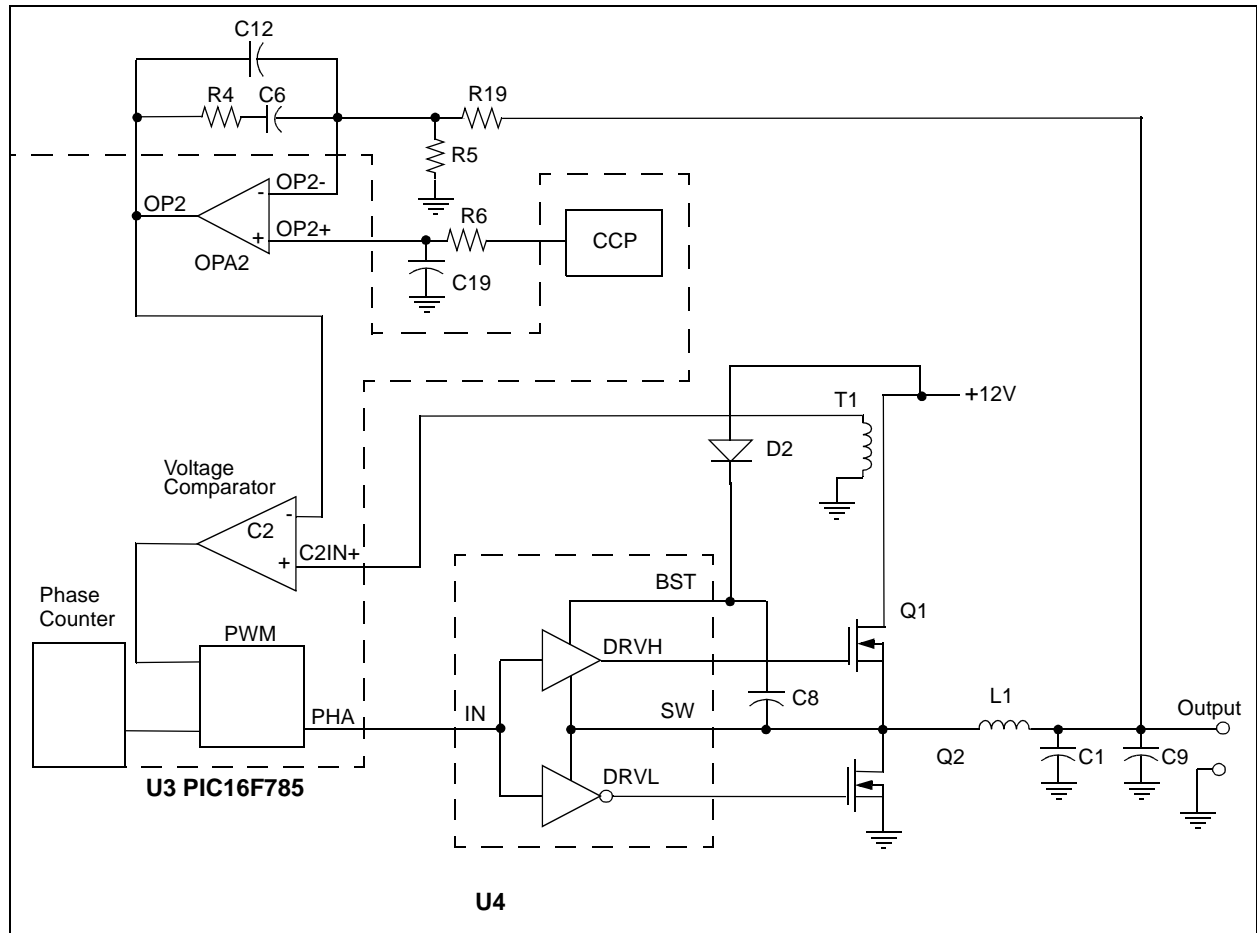 C12
R4
C6
R19
R5
OP2-
OP2
OP2+
R6
CCP
OPA2
C19
T1
+12V
D2
Voltage
Comparator
C2
-
+
C2IN+
Phase
Counter
BST
Q1
PWM
DRVH
C8
L1
PHA
IN
SW
Output
Q2
C1
C9
DRVL
U3 PIC16F785
U4
-
+